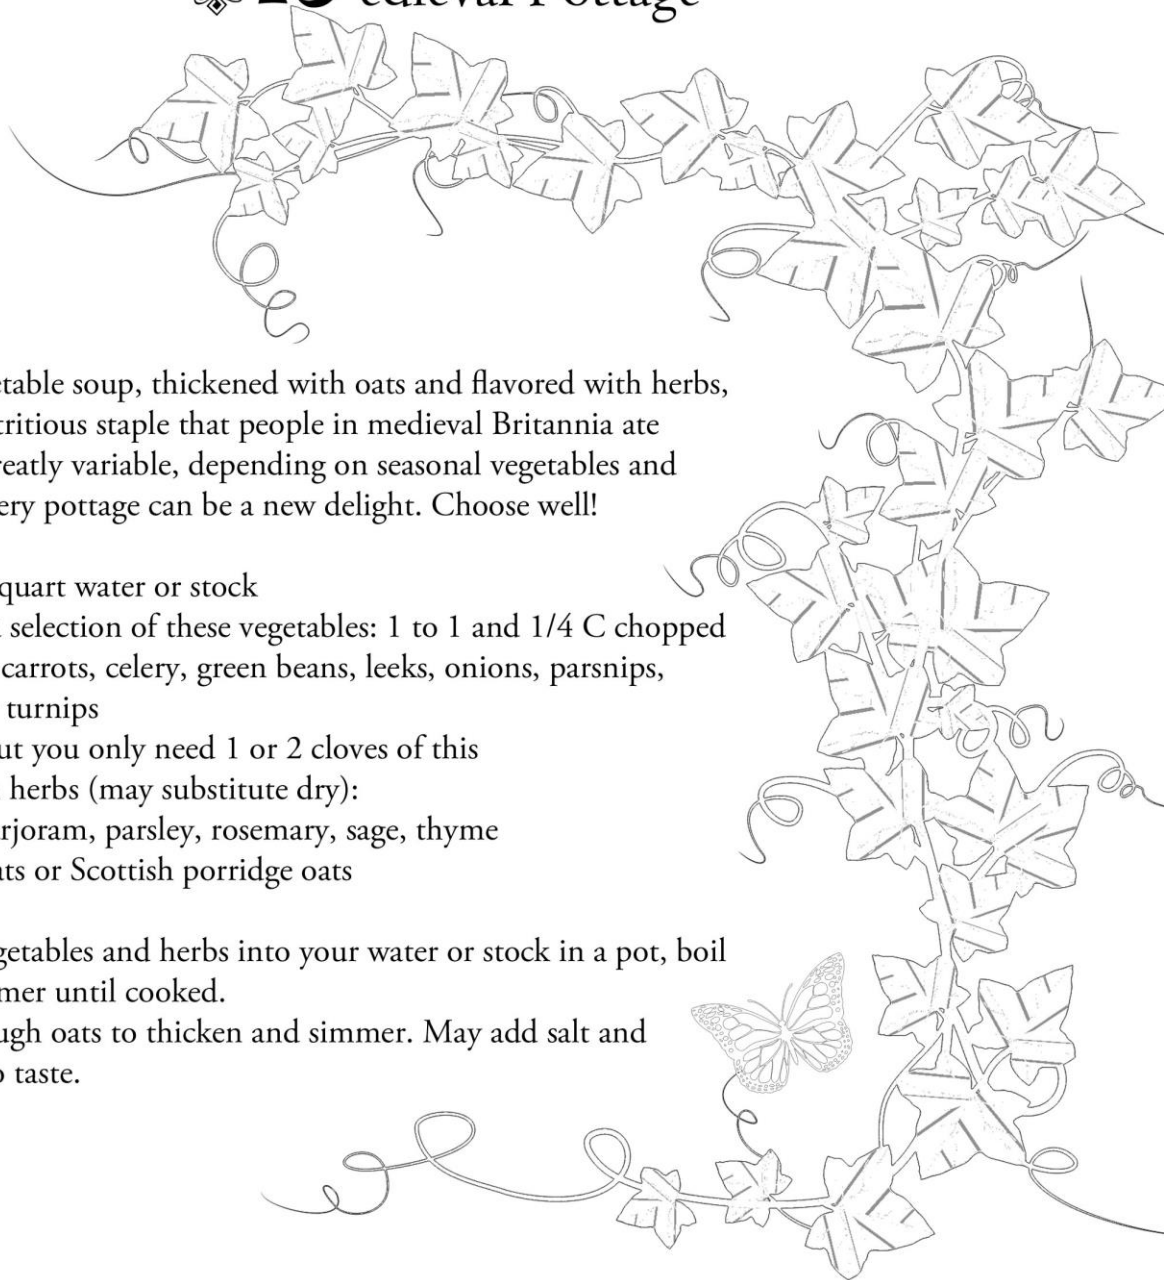 edieval Pottage
etable soup, thickened with oats and flavored with herbs,
tritious staple that people in medieval Britannia ate
reatly variable, depending on seasonal vegetables and
ery pottage can be a new delight. Choose well!
quart water or stock
selection of these vegetables: 1 to 1 and 1/4 C chopped
carrots, celery, green beans, leeks, onions, parsnips,
turnips
ut you only need 1 or 2 cloves of this
herbs (may substitute dry):
rjoram, parsley, rosemary, sage, thyme
ats or Scottish porridge oats
getables and herbs into your water or stock in a pot, boil
mer until cooked.
ugh oats to thicken and simmer. May add salt and
o taste.